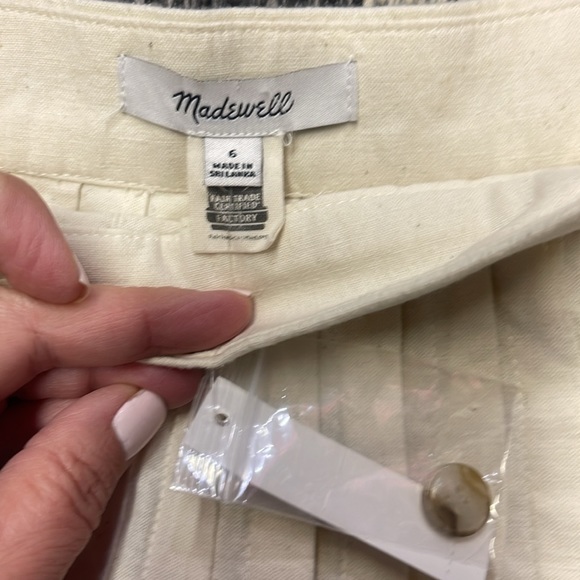 Madewell
6
MADE IN
SRI LANKA
FAIR TRADE
CERTIFIED
FACTORY